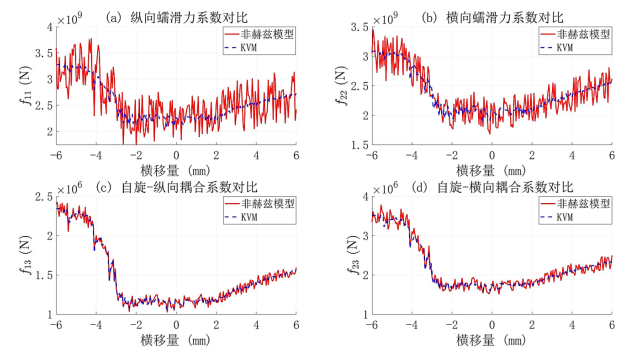 (a) 纵向蠕滑力系数对比
×10⁹
4
3.5
3
2.5
2
f₁₁ (N)
非赫兹模型
KVM
-6 -4 -2 0 2 4 6
横移量 (mm)
(b) 横向蠕滑力系数对比
×10⁹
3.5
3
2.5
2
1.5
f₂₂ (N)
非赫兹模型
KVM
-6 -4 -2 0 2 4 6
横移量 (mm)
(c) 自旋-纵向耦合系数对比
×10⁶
2.5
2
1.5
1
f₁₃ (N)
非赫兹模型
KVM
-6 -4 -2 0 2 4 6
横移量 (mm)
(d) 自旋-横向耦合系数对比
×10⁶
4
3
2
1
f₂₃ (N)
非赫兹模型
KVM
-6 -4 -2 0 2 4 6
横移量 (mm)